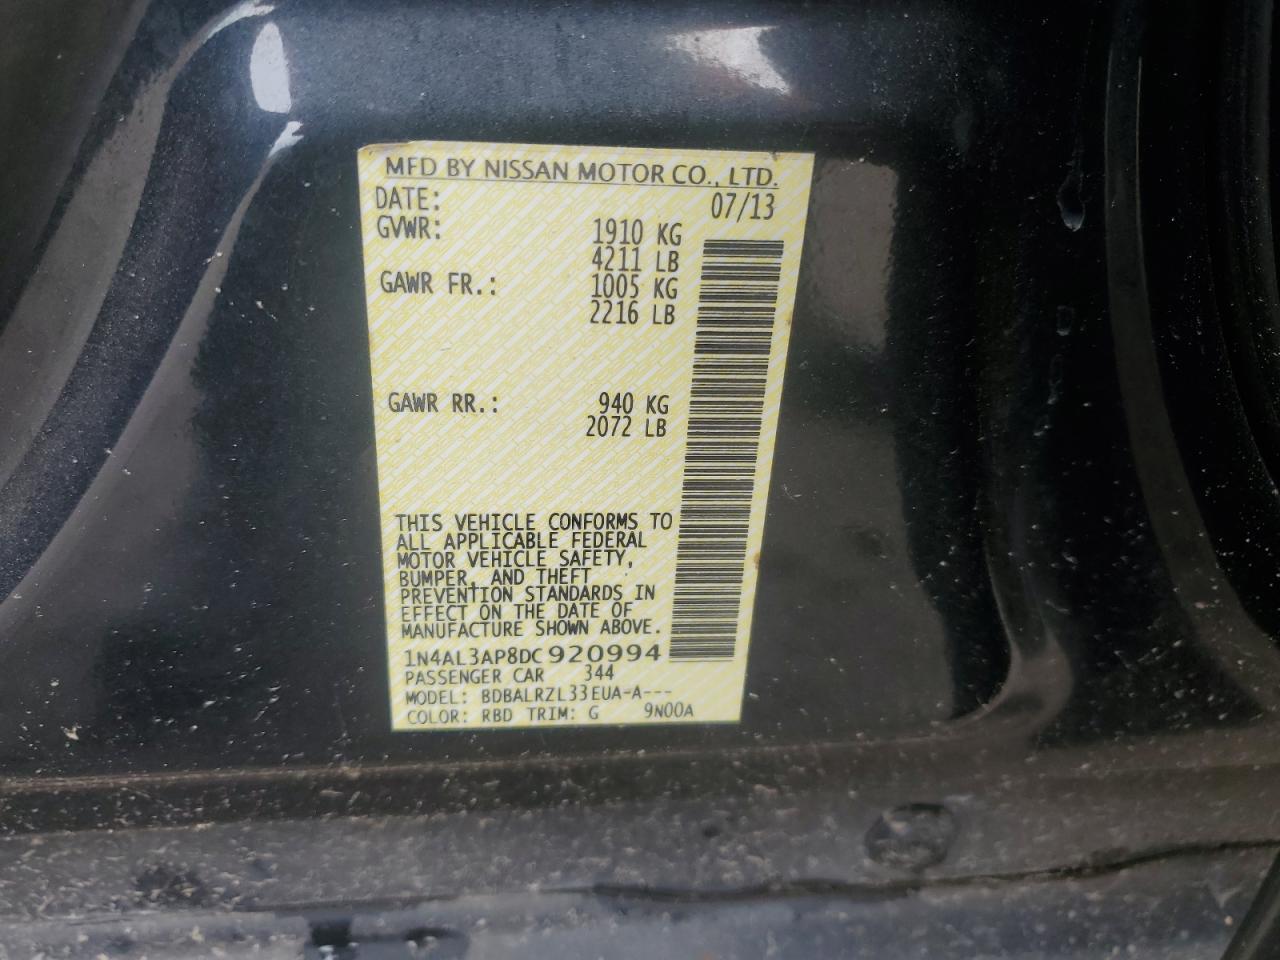 MFD BY NISSAN MOTOR CO., LTD.
DATE: 07/13
GVWR: 1910 KG
4211 LB
GAWR FR.: 1005 KG
2216 LB
GAWR RR.: 940 KG
2072 LB
THIS VEHICLE CONFORMS TO
ALL APPLICABLE FEDERAL
MOTOR VEHICLE SAFETY,
BUMPER, AND THEFT
PREVENTION STANDARDS IN
EFFECT ON THE DATE OF
MANUFACTURE SHOWN ABOVE.
1N4AL3AP8DC920994
PASSENGER CAR 344
MODEL: BDBALRZL33EUA-A---
COLOR: RBD TRIM: G 9N00A